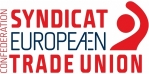 CONFEDERATION
SYNDICAT
EUROPEÆN
TRADE UNION